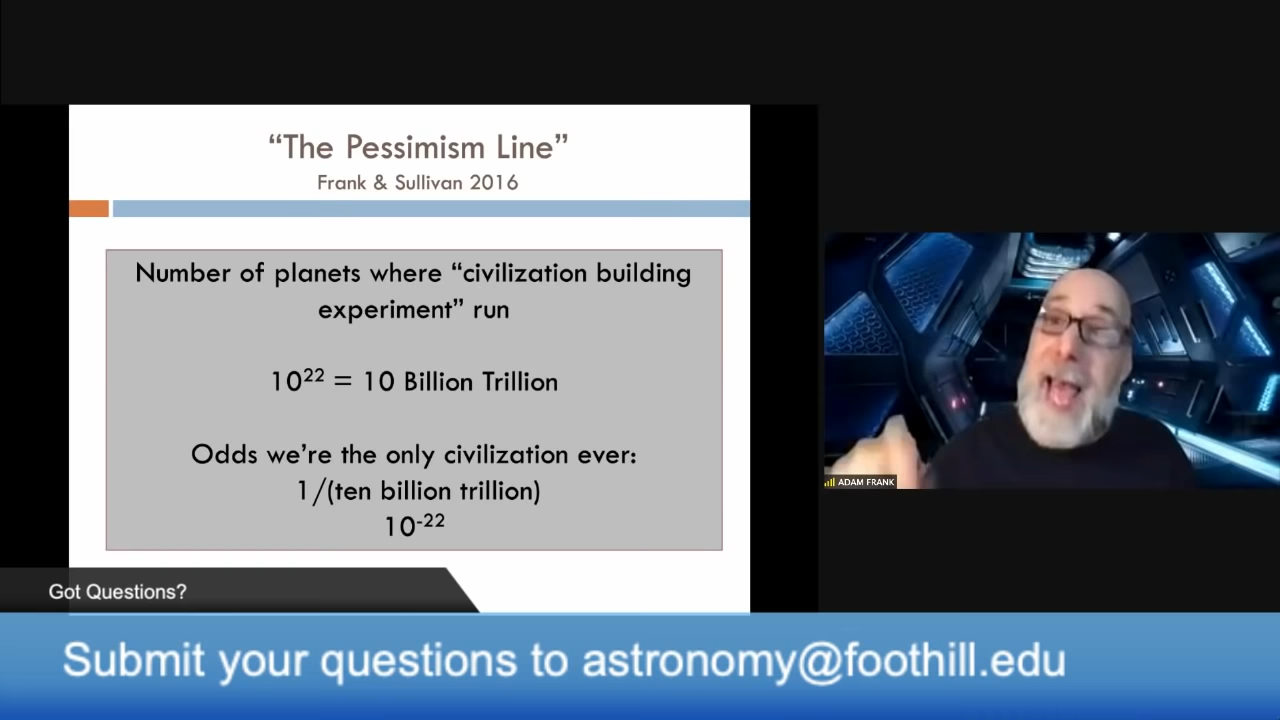 “The Pessimism Line”
Frank & Sullivan 2016
Number of planets where “civilization building
experiment” run
10²² = 10 Billion Trillion
Odds we’re the only civilization ever:
1/(ten billion trillion)
10⁻²²
ADAM FRANK
Got Questions?
Submit your questions to astronomy@foothill.edu